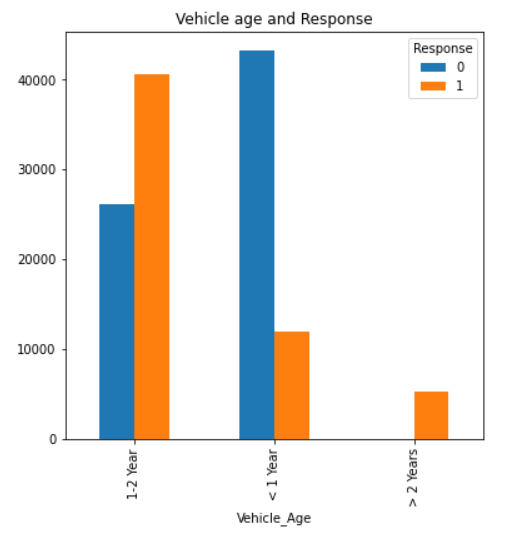 Vehicle age and Response
Response
0
1
40000
30000
20000
10000
0
1-2 Year
< 1 Year
> 2 Years
Vehicle_Age